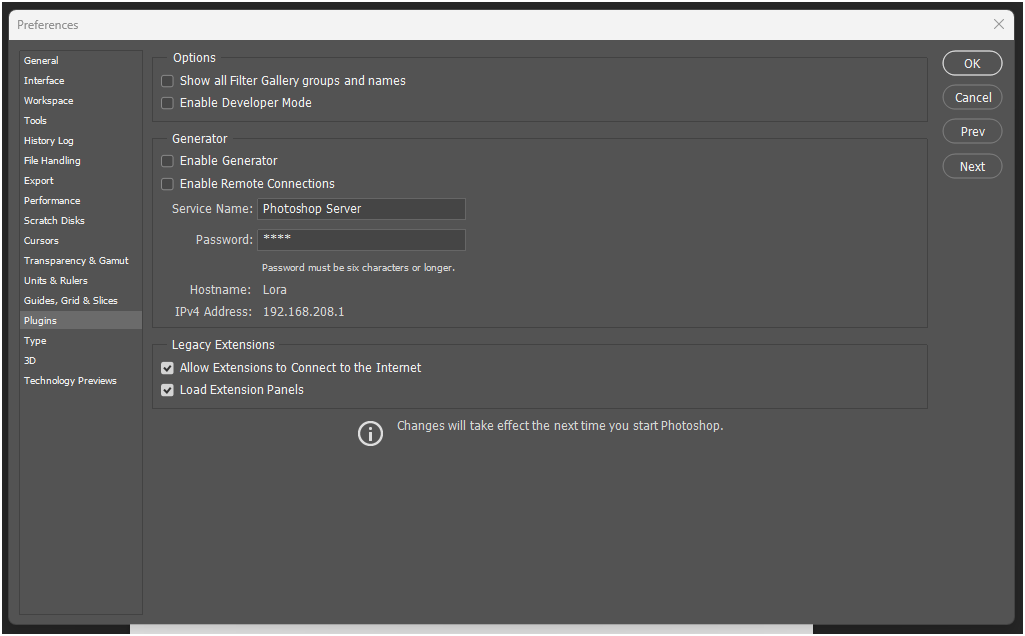 Preferences
General
Interface
Workspace
Tools
History Log
File Handling
Export
Performance
Scratch Disks
Cursors
Transparency & Gamut
Units & Rulers
Guides, Grid & Slices
Plugins
Type
3D
Technology Previews
Options
Show all Filter Gallery groups and names
Enable Developer Mode
Generator
Enable Generator
Enable Remote Connections
Service Name: Photoshop Server
Password: ****
Password must be six characters or longer.
Hostname: Lora
IPv4 Address: 192.168.208.1
Legacy Extensions
Allow Extensions to Connect to the Internet
Load Extension Panels
Changes will take effect the next time you start Photoshop.
OK
Cancel
Prev
Next